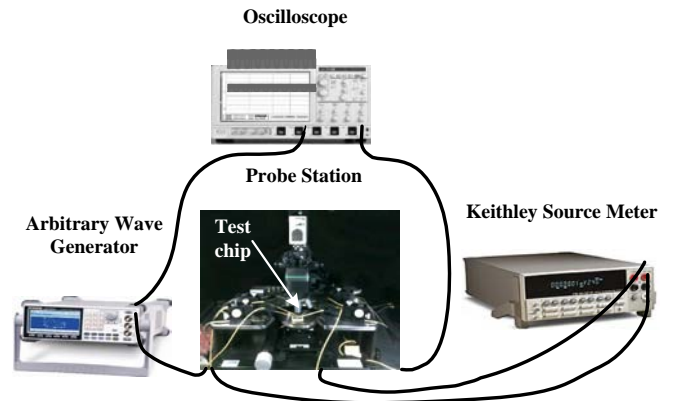 Oscilloscope
Probe Station
Arbitrary Wave
Generator
Test
chip
Keithley Source Meter